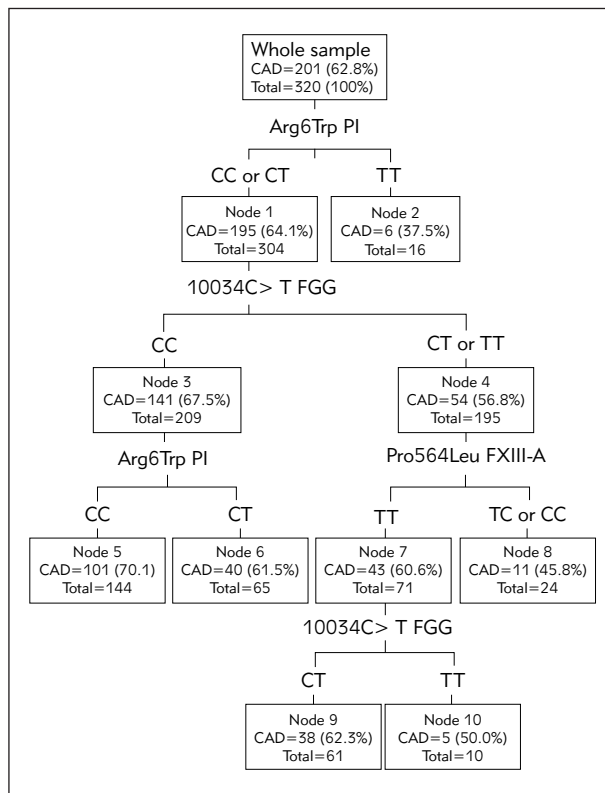 Whole sample
CAD=201 (62.8%)
Total=320 (100%)
Arg6Trp PI
CC or CT
TT
Node 1
CAD=195 (64.1%)
Total=304
Node 2
CAD=6 (37.5%)
Total=16
10034C> T FGG
CC
CT or TT
Node 3
CAD=141 (67.5%)
Total=209
Node 4
CAD=54 (56.8%)
Total=195
Arg6Trp PI
Pro564Leu FXIII-A
CC
CT
TT
TC or CC
Node 5
CAD=101 (70.1)
Total=144
Node 6
CAD=40 (61.5%)
Total=65
Node 7
CAD=43 (60.6%)
Total=71
Node 8
CAD=11 (45.8%)
Total=24
10034C> T FGG
CT
TT
Node 9
CAD=38 (62.3%)
Total=61
Node 10
CAD=5 (50.0%)
Total=10